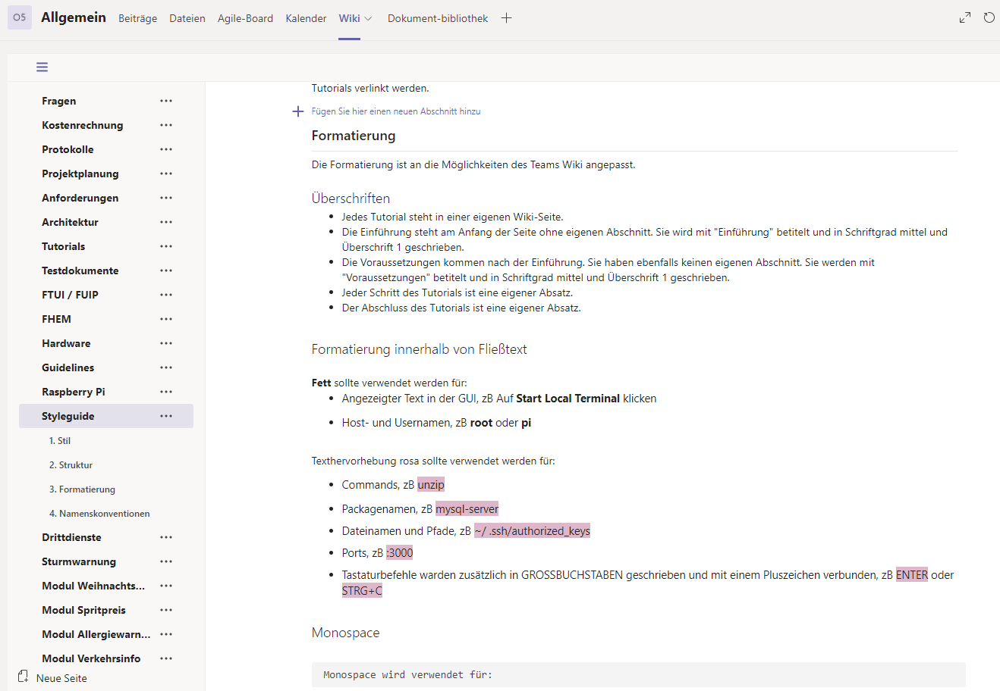 OS Allgemein Beiträge Dateien Agile-Board Kalender Wiki Dokument-bibliothek
Fragen
Kostenrechnung
Protokolle
Projektplanung
Anforderungen
Architektur
Tutorials
Testdokumente
FTUI / FUIP
FHEM
Hardware
Guidelines
Raspberry Pi
Styleguide
1. Stil
2. Struktur
3. Formatierung
4. Namenskonventionen
Drittdienste
Sturmwarnung
Modul Weihnachts...
Modul Spritpreis
Modul Allergiewarn...
Modul Verkehrsinfo
Neue Seite
Tutorials verlinkt werden.
Fügen Sie hier einen neuen Abschnitt hinzu
Formatierung
Die Formatierung ist an die Möglichkeiten des Teams Wiki angepasst.
Überschriften
• Jedes Tutorial steht in einer eigenen Wiki-Seite.
• Die Einführung steht am Anfang der Seite ohne eigenen Abschnitt. Sie wird mit "Einführung" betitelt und in Schriftgrad mittel und
Überschrift 1 geschrieben.
• Die Voraussetzungen kommen nach der Einführung. Sie haben ebenfalls keinen eigenen Abschnitt. Sie werden mit
"Voraussetzungen" betitelt und in Schriftgrad mittel und Überschrift 1 geschrieben.
• Jeder Schritt des Tutorials ist eine eigener Absatz.
• Der Abschluss des Tutorials ist eine eigener Absatz.
Formatierung innerhalb von Fließtext
Fett sollte verwendet werden für:
• Angezeigter Text in der GUI, zB Auf Start Local Terminal klicken
• Host- und Usernamen, zB root oder pi
Texthervorhebung rosa sollte verwendet werden für:
• Commands, zB unzip
• Packagenamen, zB mysql-server
• Dateinamen und Pfade, zB ~/ .ssh/authorized_keys
• Ports, zB :3000
• Tastaturbefehle warden zusätzlich in GROSSBUCHSTABEN geschrieben und mit einem Pluszeichen verbunden, zB ENTER oder
STRG+C
Monospace
Monospace wird verwendet für: